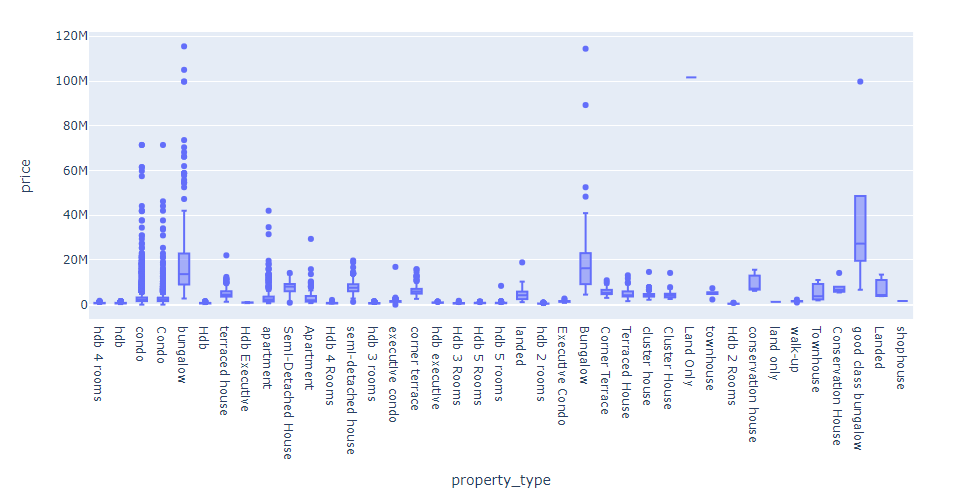 120M
100M
80M
60M
40M
20M
0
price
hdb 4 rooms
hdb
condo
Condo
bungalow
Hdb
terraced house
Hdb Executive
apartment
Semi-Detached House
Apartment
Hdb 4 Rooms
semi-detached house
hdb 3 rooms
executive condo
corner terrace
hdb executive
Hdb 3 Rooms
Hdb 5 Rooms
hdb 5 rooms
landed
hdb 2 rooms
Executive Condo
Bungalow
Corner Terrace
Terraced House
cluster house
Cluster House
Land Only
townhouse
Hdb 2 Rooms
conservation house
land only
walk-up
Townhouse
Conservation House
good class bungalow
Landed
shophouse
property_type